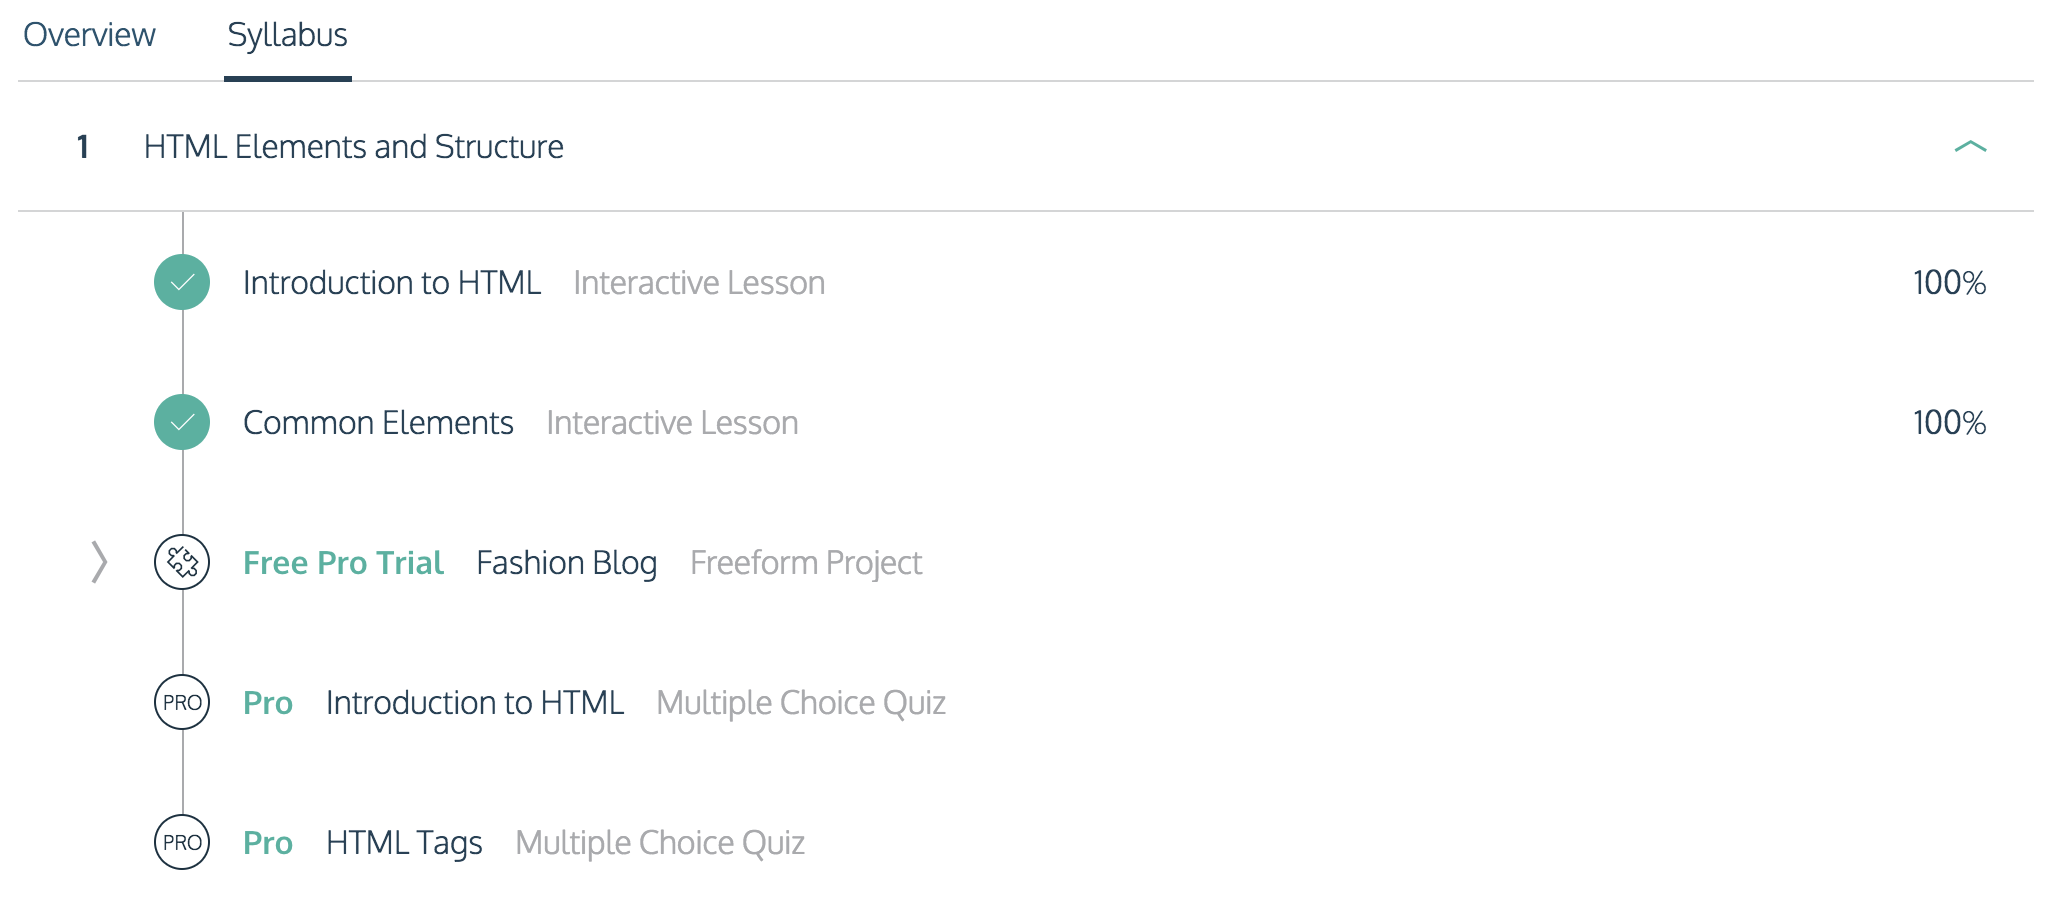 Overview Syllabus
1 HTML Elements and Structure
Introduction to HTML Interactive Lesson 100%
Common Elements Interactive Lesson 100%
Free Pro Trial Fashion Blog Freeform Project
PRO Pro Introduction to HTML Multiple Choice Quiz
PRO Pro HTML Tags Multiple Choice Quiz